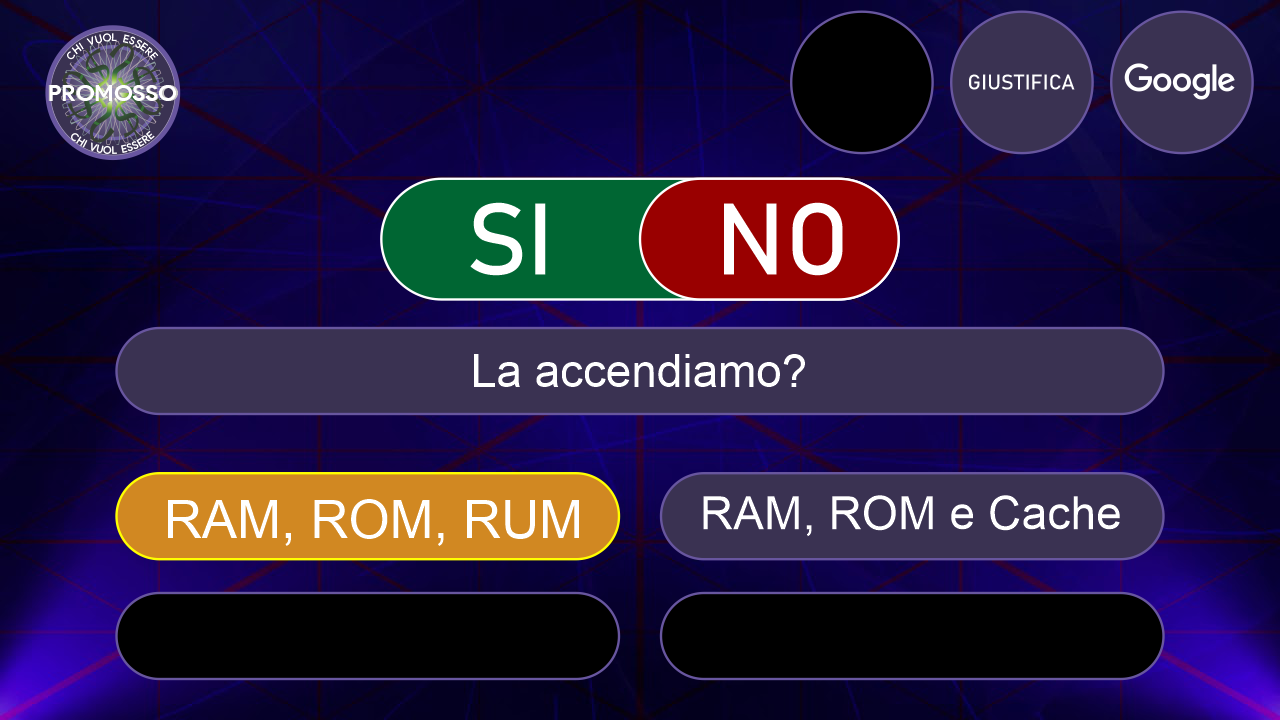 CHI VUOL ESSERE
PROMOSSO
CHI VUOL ESSERE
GIUSTIFICA
Google
SI
NO
La accendiamo?
RAM, ROM, RUM
RAM, ROM e Cache